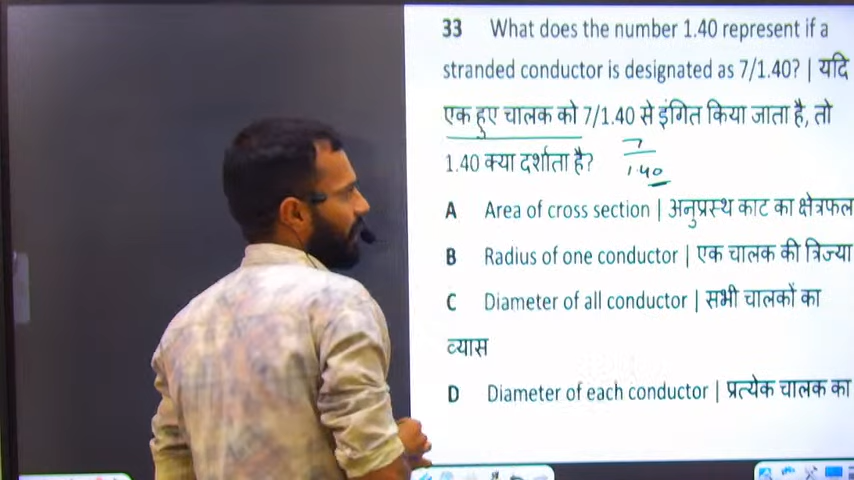 33 What does the number 1.40 represent if a
stranded conductor is designated as 7/1.40? | यदि
एक हुए चालक को 7/1.40 से इंगित किया जाता है, तो
1.40 क्या दर्शाता है?
7
1.40
A Area of cross section | अनुप्रस्थ काट का क्षेत्रफल
B Radius of one conductor | एक चालक की त्रिज्या
C Diameter of all conductor | सभी चालकों का
व्यास
D Diameter of each conductor | प्रत्येक चालक का